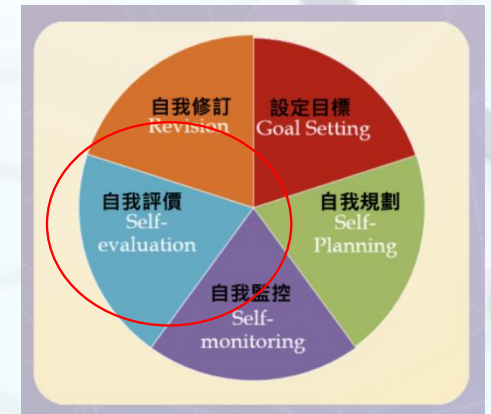 設定目標
Goal Setting
自我規劃
Self-
Planning
自我監控
Self-
monitoring
自我評價
Self-
evaluation
自我修訂
Revision